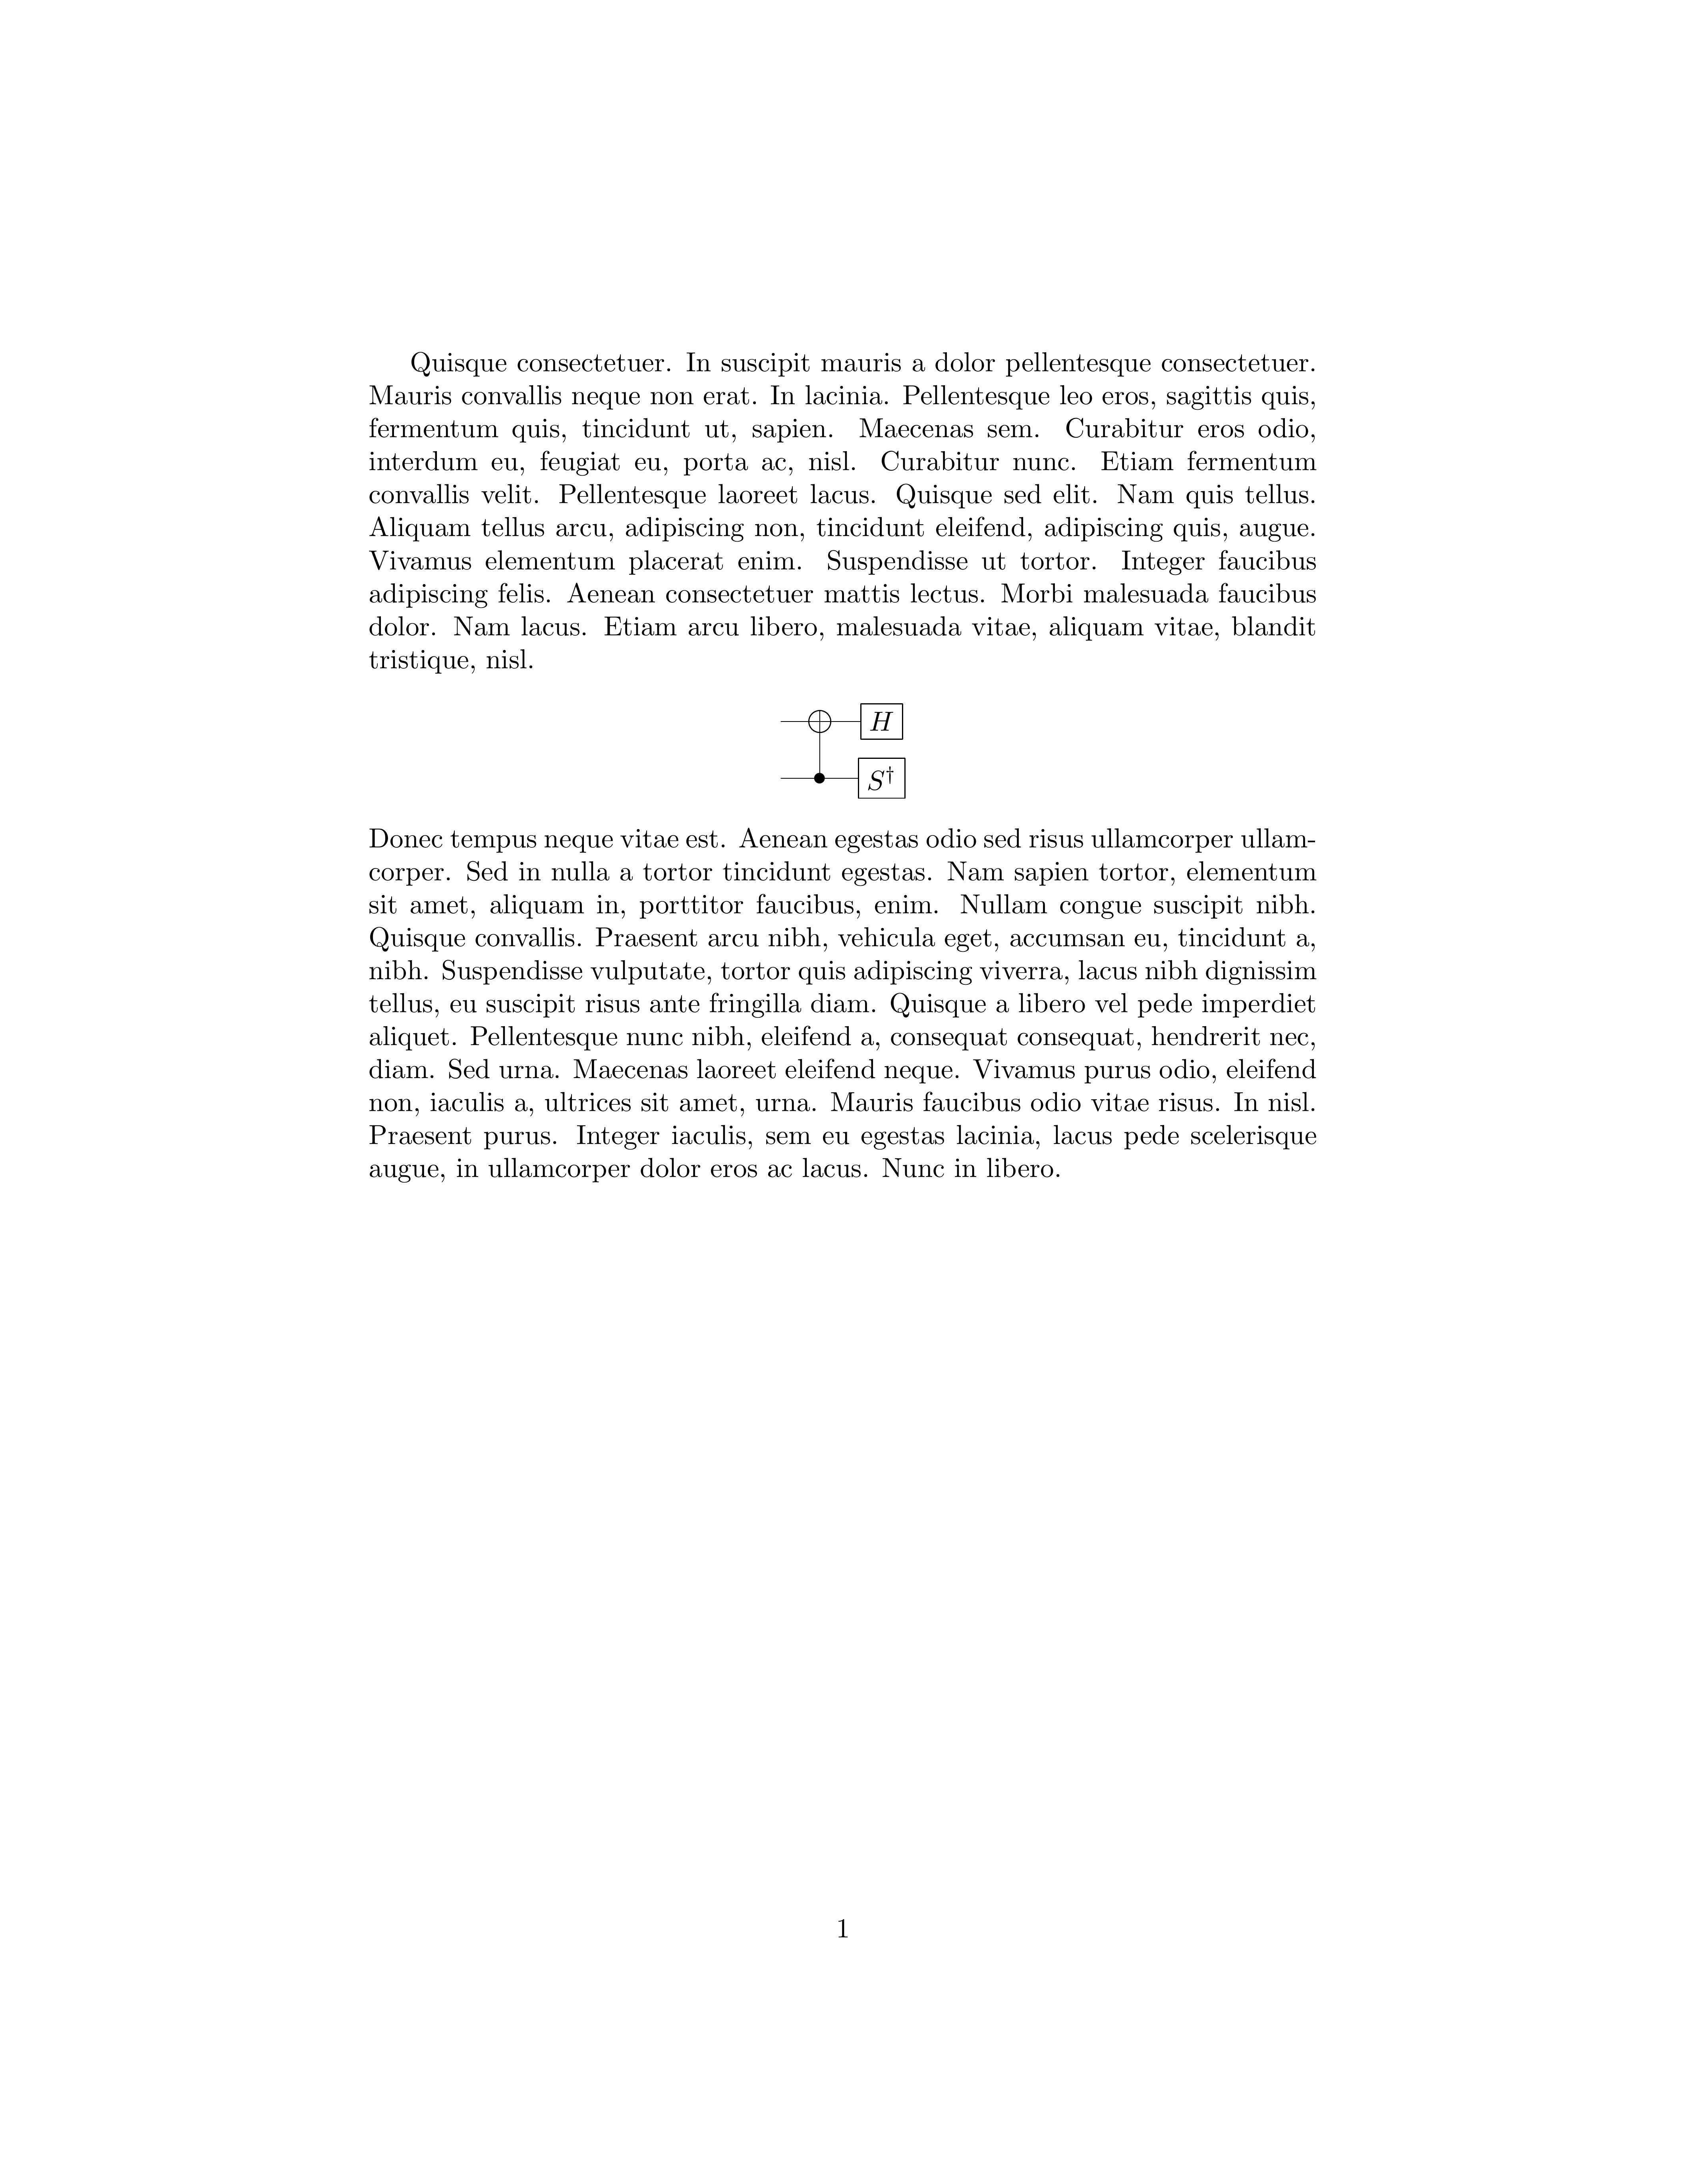 Quisque consectetuer. In suscipit mauris a dolor pellentesque consectetuer.
Mauris convallis neque non erat. In lacinia. Pellentesque leo eros, sagittis quis,
fermentum quis, tincidunt ut, sapien. Maecenas sem. Curabitur eros odio,
interdum eu, feugiat eu, porta ac, nisl. Curabitur nunc. Etiam fermentum
convallis velit. Pellentesque laoreet lacus. Quisque sed elit. Nam quis tellus.
Aliquam tellus arcu, adipiscing non, tincidunt eleifend, adipiscing quis, augue.
Vivamus elementum placerat enim. Suspendisse ut tortor. Integer faucibus
adipiscing felis. Aenean consectetuer mattis lectus. Morbi malesuada faucibus
dolor. Nam lacus. Etiam arcu libero, malesuada vitae, aliquam vitae, blandit
tristique, nisl.
H
S†
Donec tempus neque vitae est. Aenean egestas odio sed risus ullamcorper ullam-
corper. Sed in nulla a tortor tincidunt egestas. Nam sapien tortor, elementum
sit amet, aliquam in, porttitor faucibus, enim. Nullam congue suscipit nibh.
Quisque convallis. Praesent arcu nibh, vehicula eget, accumsan eu, tincidunt a,
nibh. Suspendisse vulputate, tortor quis adipiscing viverra, lacus nibh dignissim
tellus, eu suscipit risus ante fringilla diam. Quisque a libero vel pede imperdiet
aliquet. Pellentesque nunc nibh, eleifend a, consequat consequat, hendrerit nec,
diam. Sed urna. Maecenas laoreet eleifend neque. Vivamus purus odio, eleifend
non, iaculis a, ultrices sit amet, urna. Mauris faucibus odio vitae risus. In nisl.
Praesent purus. Integer iaculis, sem eu egestas lacinia, lacus pede scelerisque
augue, in ullamcorper dolor eros ac lacus. Nunc in libero.
1